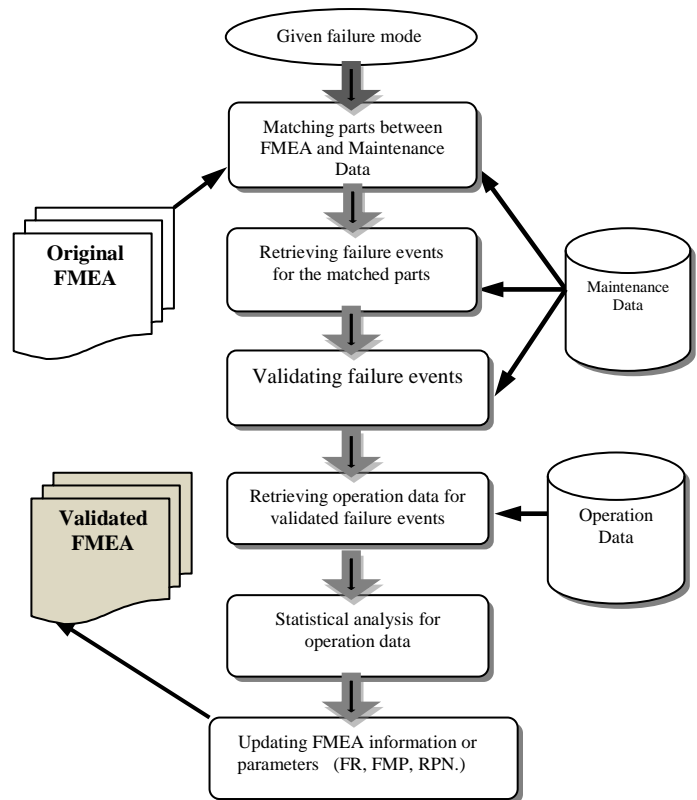 Given failure mode
Matching parts between
FMEA and Maintenance
Data
Original
FMEA
Retrieving failure events
for the matched parts
Maintenance
Data
Validating failure events
Retrieving operation data for
validated failure events
Operation
Data
Validated
FMEA
Statistical analysis for
operation data
Updating FMEA information or
parameters (FR, FMP, RPN.)